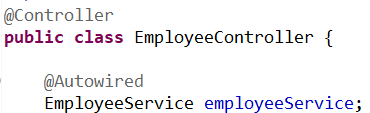 @Controller
public class EmployeeController {
@Autowired
EmployeeService employeeService;